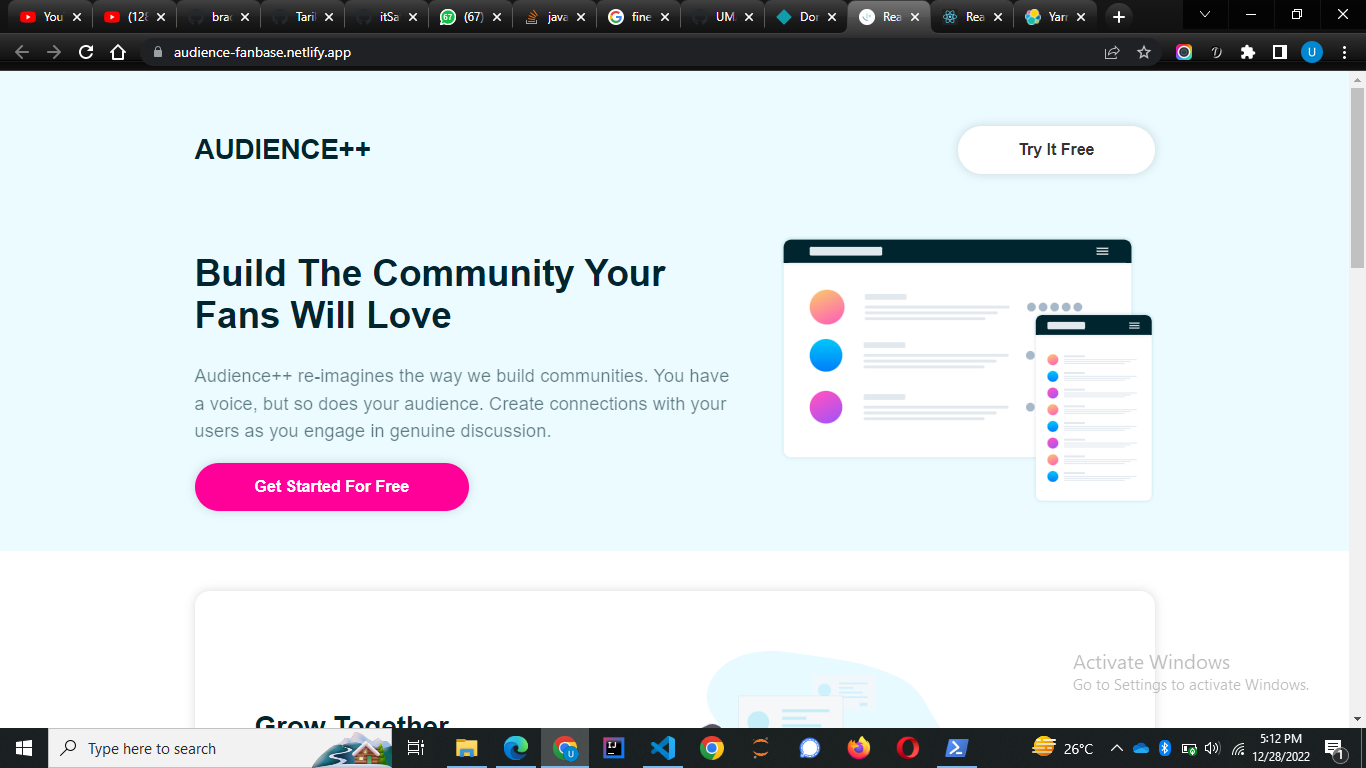 You
(128
brac
Taril
itSa
67
(67)
java
fine
UM
Dor
Rea
Rea
Yarr
audience-fanbase.netlify.app
U
AUDIENCE++
Try It Free
Build The Community Your
Fans Will Love
Audience++ re-imagines the way we build communities. You have
a voice, but so does your audience. Create connections with your
users as you engage in genuine discussion.
Get Started For Free
Grow Together
Activate Windows
Go to Settings to activate Windows.
Type here to search
26°C
5:12 PM
12/28/2022
1